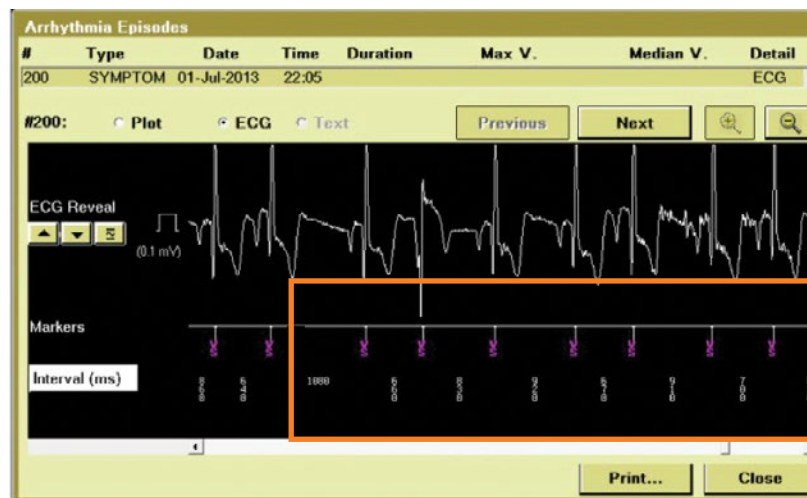 Arrhythmia Episodes
# Type Date Time Duration Max V. Median V. Detail
200 SYMPTOM 01-Jul-2013 22:05 ECG
#200: Plot ECG Text Previous Next
ECG Reveal
(0.1 mV)
Markers
Interval (ms)
1080
Print... Close